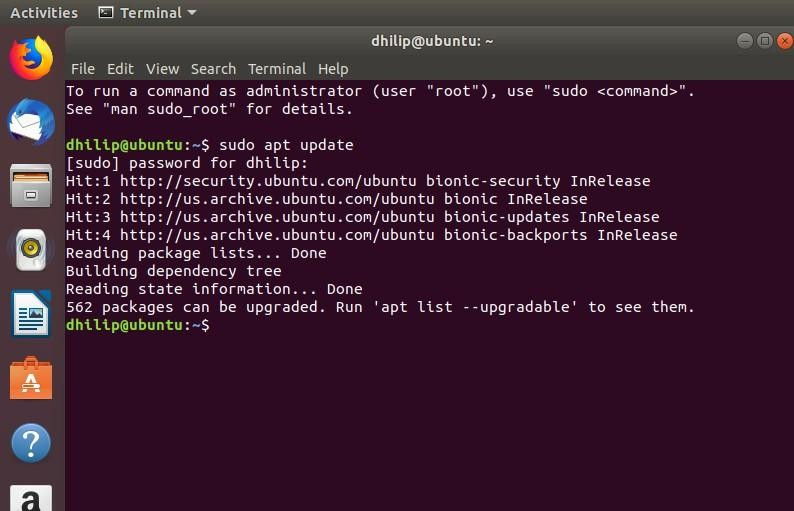 Activities Terminal
dhilip@ubuntu: ~
File Edit View Search Terminal Help
To run a command as administrator (user "root"), use "sudo <command>".
See "man sudo_root" for details.
dhilip@ubuntu:~$ sudo apt update
[sudo] password for dhilip:
Hit:1 http://security.ubuntu.com/ubuntu bionic-security InRelease
Hit:2 http://us.archive.ubuntu.com/ubuntu bionic InRelease
Hit:3 http://us.archive.ubuntu.com/ubuntu bionic-updates InRelease
Hit:4 http://us.archive.ubuntu.com/ubuntu bionic-backports InRelease
Reading package lists... Done
Building dependency tree
Reading state information... Done
562 packages can be upgraded. Run 'apt list --upgradable' to see them.
dhilip@ubuntu:~$
A
?
a